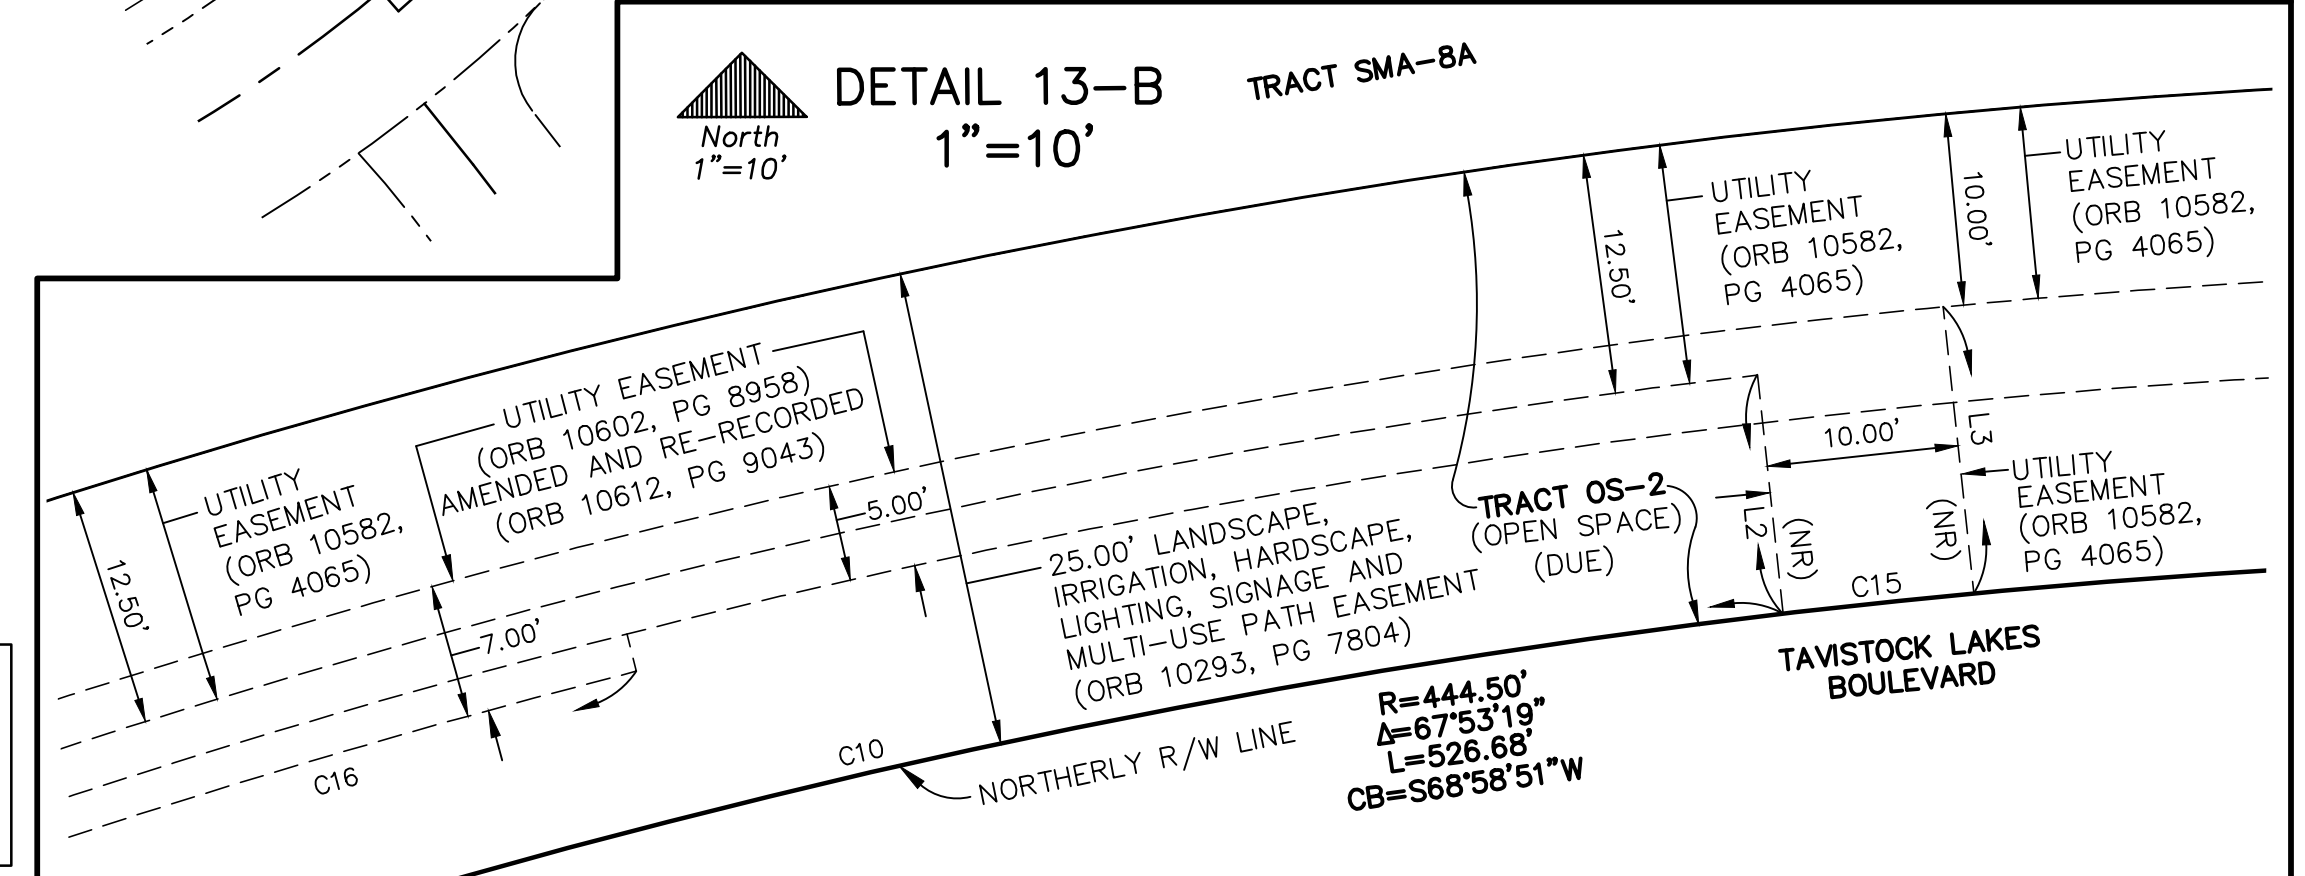 DETAIL 13-B
1"=10'
North
1"=10'
TRACT SMA-8A
UTILITY
EASEMENT
(ORB 10582,
PG 4065)
10.00'
UTILITY
EASEMENT
(ORB 10582,
PG 4065)
12.50'
UTILITY EASEMENT
(ORB 10602, PG 8958)
AMENDED AND RE-RECORDED
(ORB 10612, PG 9043)
UTILITY
EASEMENT
(ORB 10582,
PG 4065)
12.50'
5.00'
7.00'
25.00' LANDSCAPE,
IRRIGATION, HARDSCAPE,
LIGHTING, SIGNAGE AND
MULTI-USE PATH EASEMENT
(ORB 10293, PG 7804)
TRACT OS-2
(OPEN SPACE)
(DUE)
10.00'
L3
L2
(NR)
(NR)
UTILITY
EASEMENT
(ORB 10582,
PG 4065)
C15
TAVISTOCK LAKES
BOULEVARD
R=444.50'
Δ=67°53'19"
L=526.68'
CB=S68°58'51"W
NORTHERLY R/W LINE
C10
C16